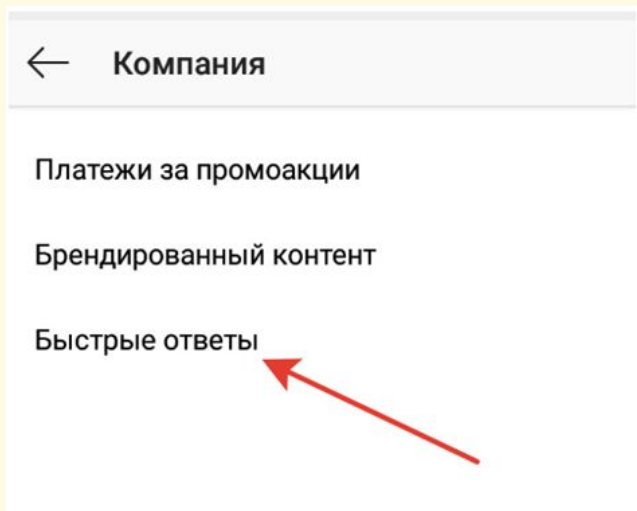 Компания
Платежи за промоакции
Брендированный контент
Быстрые ответы